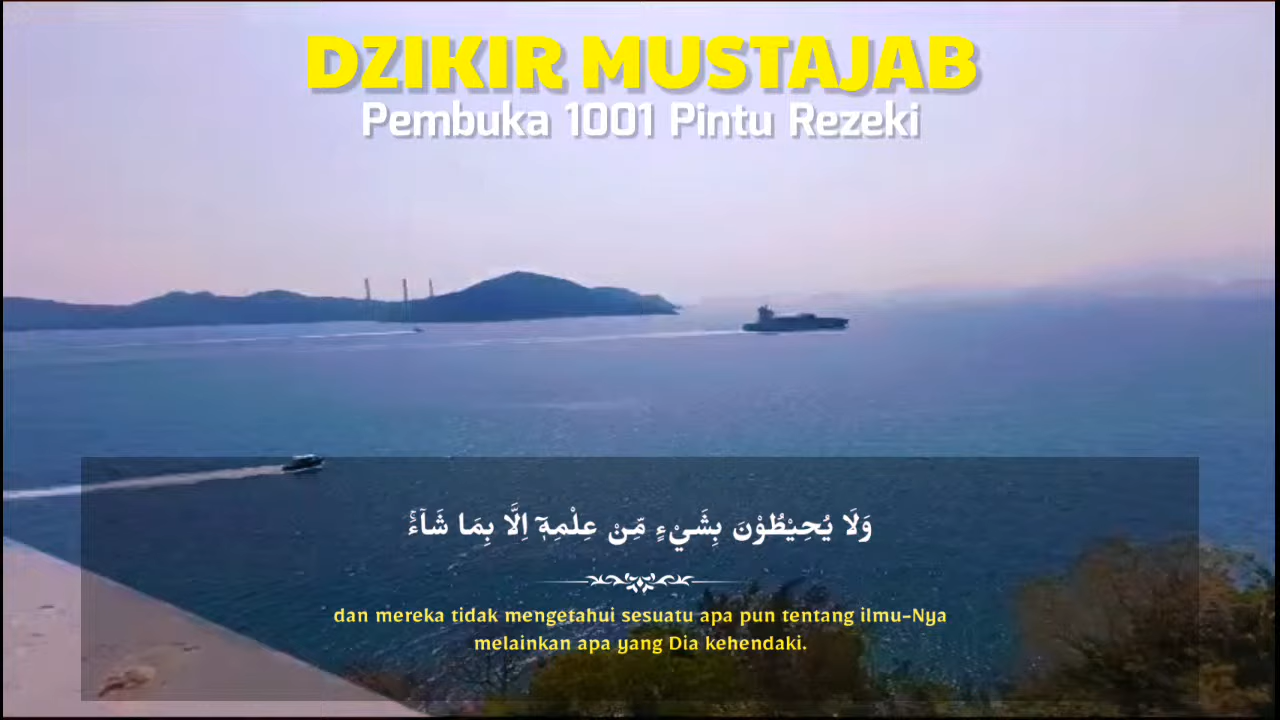 DZIKIR MUSTAJAB
Pembuka 1001 Pintu Rezeki
وَلَا يُحِيْطُوْنَ بِشَيْءٍ مِّنْ عِلْمِهٖٓ اِلَّا بِمَا شَاۤءَۚ
dan mereka tidak mengetahui sesuatu apa pun tentang ilmu-Nya
melainkan apa yang Dia kehendaki.